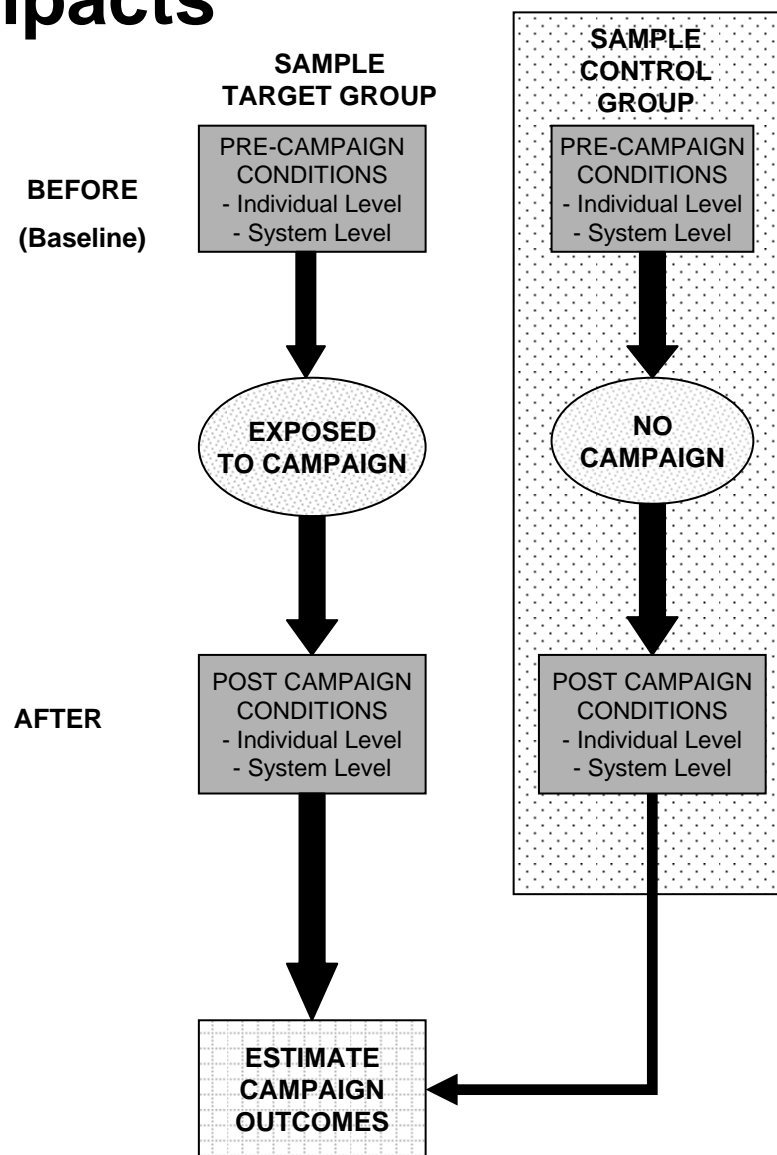 SAMPLE
TARGET GROUP
SAMPLE
CONTROL
GROUP
BEFORE
(Baseline)
PRE-CAMPAIGN
CONDITIONS
- Individual Level
- System Level
PRE-CAMPAIGN
CONDITIONS
- Individual Level
- System Level
EXPOSED
TO CAMPAIGN
NO
CAMPAIGN
AFTER
POST CAMPAIGN
CONDITIONS
- Individual Level
- System Level
POST CAMPAIGN
CONDITIONS
- Individual Level
- System Level
ESTIMATE
CAMPAIGN
OUTCOMES